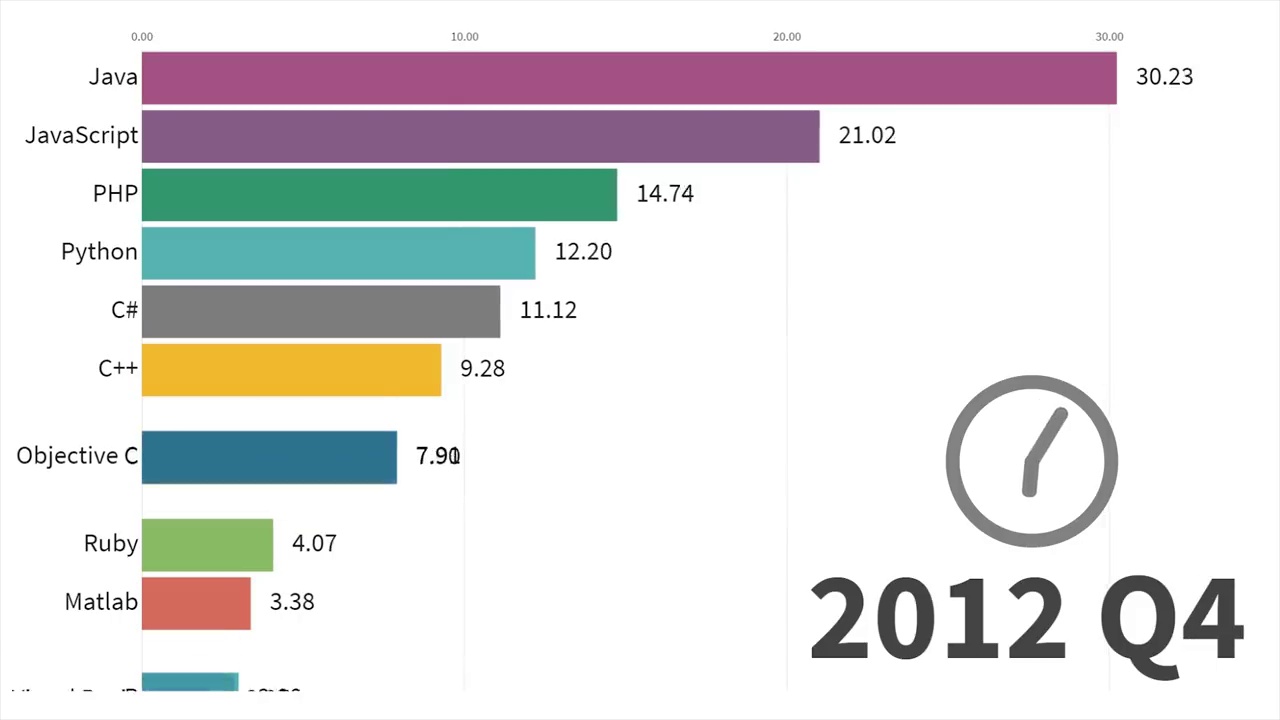 0.00 10.00 20.00 30.00
Java 30.23
JavaScript 21.02
PHP 14.74
Python 12.20
C# 11.12
C++ 9.28
Objective C
Ruby 4.07
Matlab 3.38
2012 Q4